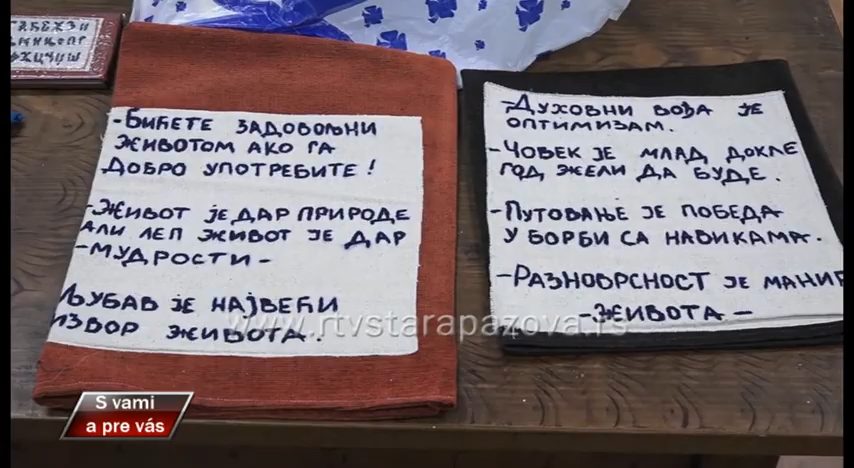 -БИЋЕТЕ ЗАДОВОЉНИ
ЖИВОТОМ АКО ГА
ДОБРО УПОТРЕБИТЕ!
-ЖИВОТ ЈЕ ДАР ПРИРОДЕ
АЛИ ЛЕП ЖИВОТ ЈЕ ДАР
-МУДРОСТИ-
ЉУБАВ ЈЕ НАЈВЕЋИ
ИЗВОР ЖИВОТА.
-ДУХОВНИ ВОЂА ЈЕ
ОПТИМИЗАМ.
-ЧОВЕК ЈЕ МЛАД ДОКЛЕ
ГОД ЖЕЛИ ДА БУДЕ.
-ПУТОВАЊЕ ЈЕ ПОБЕДА
У БОРБИ СА НАВИКАМА.
-РАЗНОВРСНОСТ ЈЕ МАНИР
-ЖИВОТА-
www.rtvstarapazova.rs
S vami
a pre vás